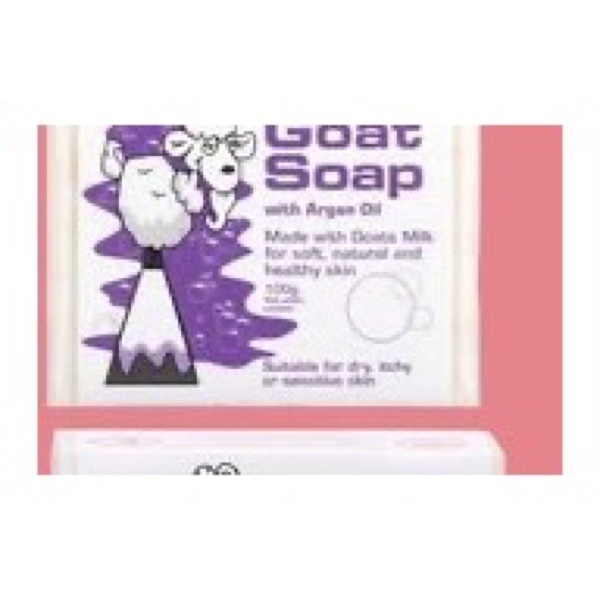 Goat
Soap
with Argan Oil
Made with Goats Milk
for soft, natural and
healthy skin
100g
Suitable for dry, itchy
or sensitive skin